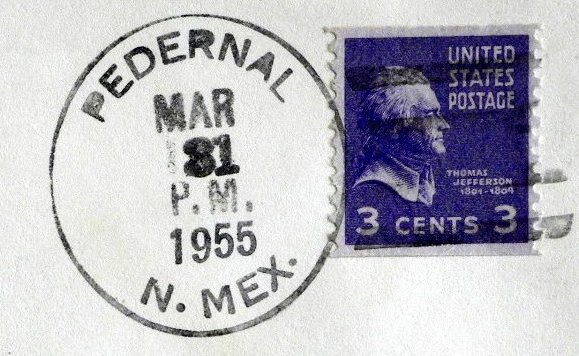 PEDERNAL
MAR
31
P.M.
1955
N. MEX.
UNITED
STATES
POSTAGE
THOMAS
JEFFERSON
1801-1809
3 CENTS 3